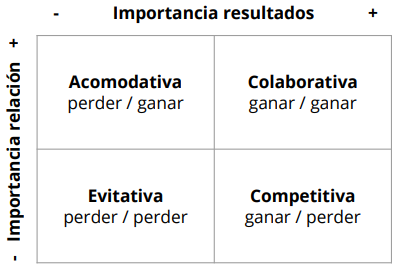 - Importancia resultados +
- Importancia relación +
Acomodativa
perder / ganar
Colaborativa
ganar / ganar
Evitativa
perder / perder
Competitiva
ganar / perder